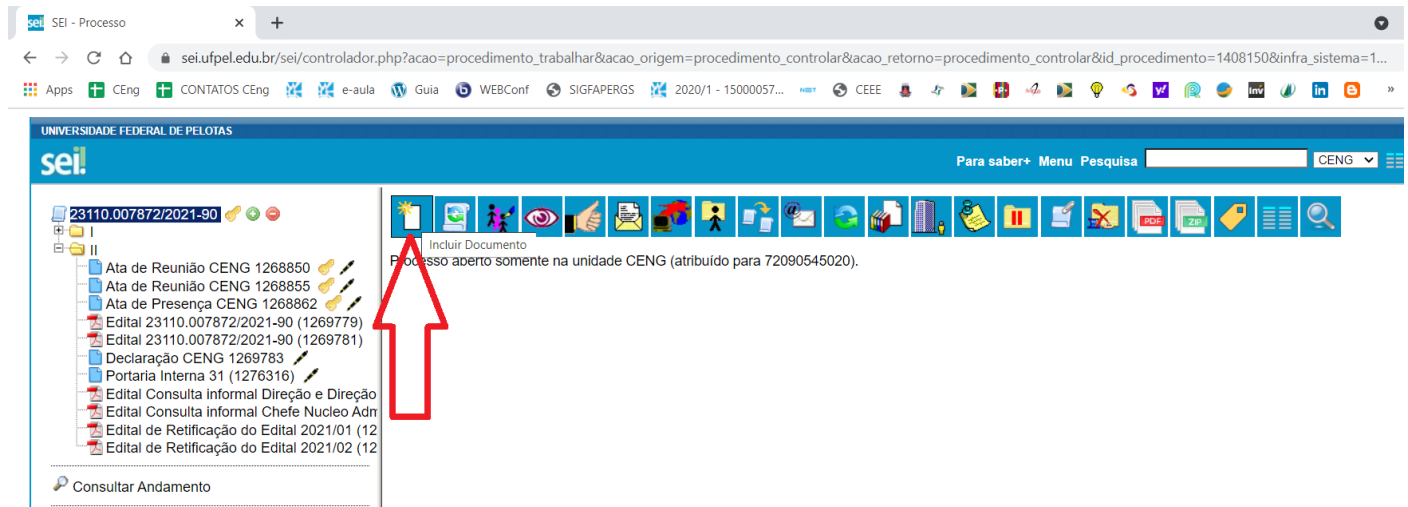 sei! SEI - Processo
sei.ufpel.edu.br/sei/controlador.php?acao=procedimento_trabalhar&acao_origem=procedimento_controlar&acao_retorno=procedimento_controlar&id_procedimento=1408150&infra_sistema=1...
Apps CEng CONTATOS CEng e-aula Guia WEBConf SIGFAPERGS 2020/1 - 15000057... CEEE inv in »
UNIVERSIDADE FEDERAL DE PELOTAS
sei! Para saber+ Menu Pesquisa CENG
23110.007872/2021-90
I
II
Ata de Reunião CENG 1268850
Ata de Reunião CENG 1268855
Ata de Presença CENG 1268862
Edital 23110.007872/2021-90 (1269779)
Edital 23110.007872/2021-90 (1269781)
Declaração CENG 1269783
Portaria Interna 31 (1276316)
Edital Consulta informal Direção e Direção
Edital Consulta informal Chefe Nucleo Adm
Edital de Retificação do Edital 2021/01 (12
Edital de Retificação do Edital 2021/02 (12
Consultar Andamento
PDF ZIP
Incluir Documento
Processo aberto somente na unidade CENG (atribuído para 72090545020).